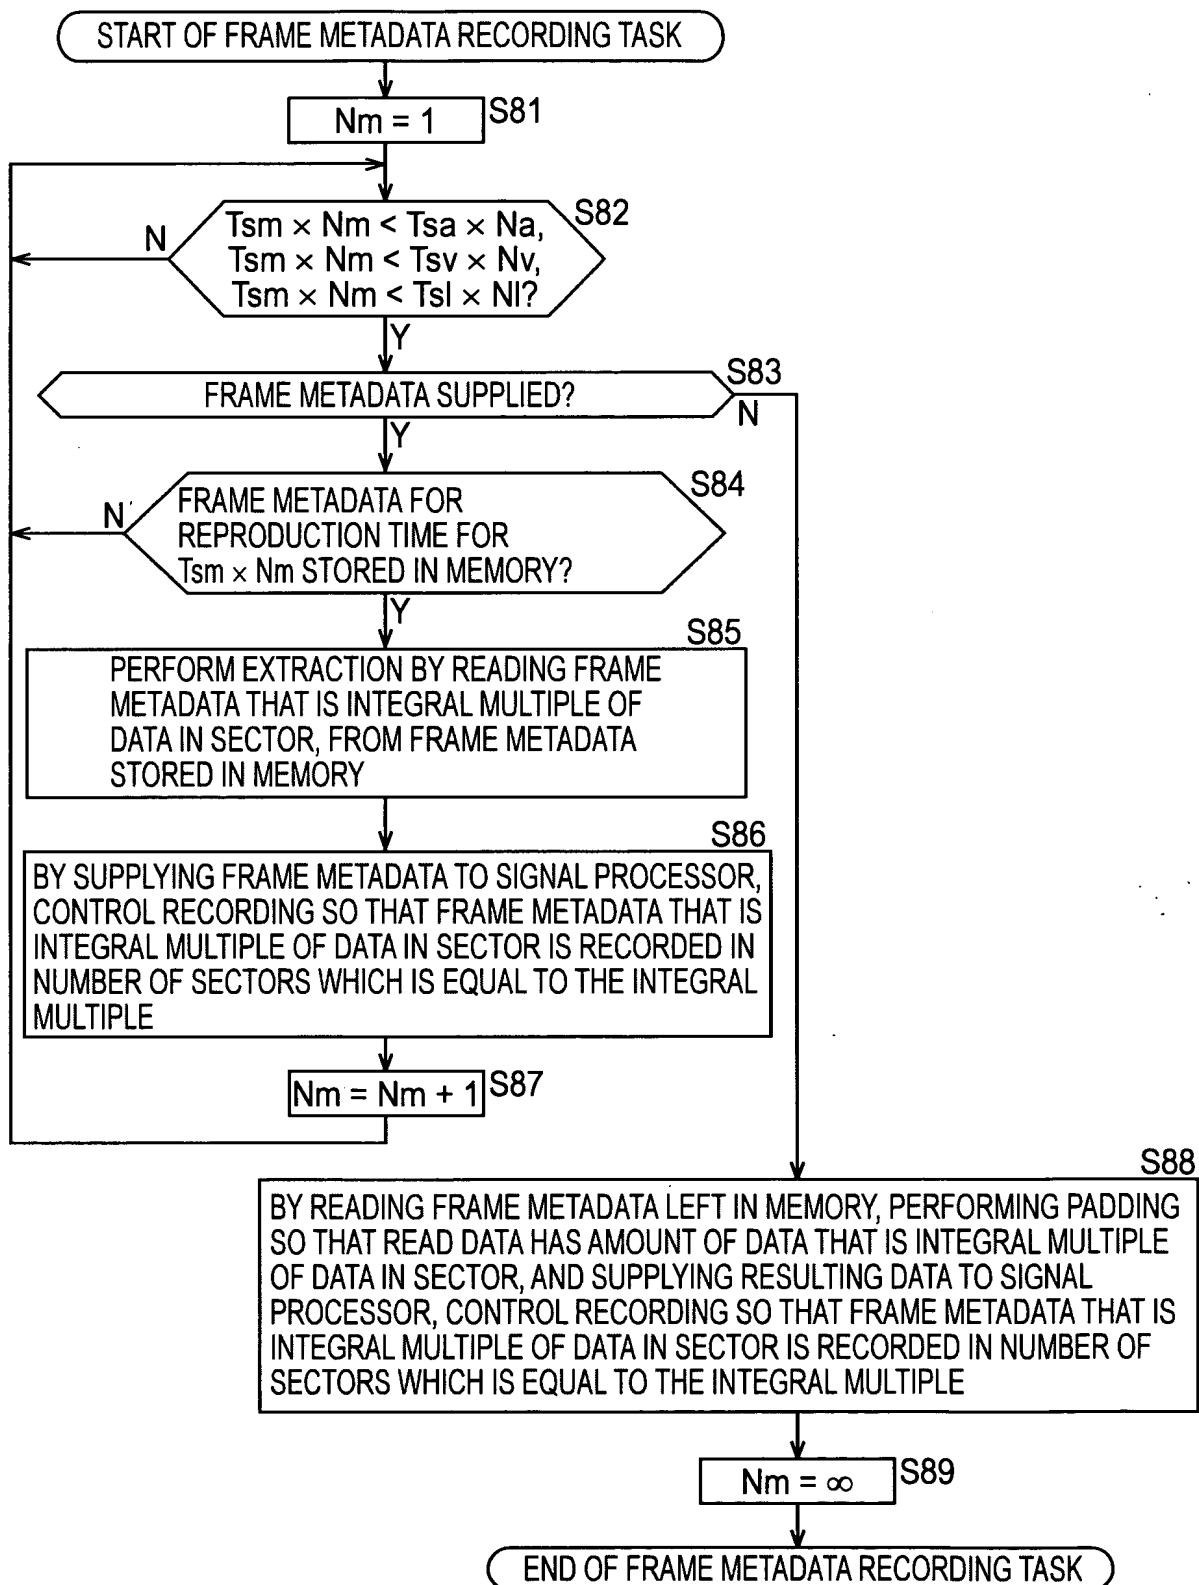 START OF FRAME METADATA RECORDING TASK
S81
Nm = 1
S82
Tsm × Nm < Tsa × Na,
Tsm × Nm < Tsv × Nv,
Tsm × Nm < Tsl × Nl?
N
Y
S83
FRAME METADATA SUPPLIED?
N
Y
S84
FRAME METADATA FOR
REPRODUCTION TIME FOR
Tsm × Nm STORED IN MEMORY?
N
Y
S85
PERFORM EXTRACTION BY READING FRAME
METADATA THAT IS INTEGRAL MULTIPLE OF
DATA IN SECTOR, FROM FRAME METADATA
STORED IN MEMORY
S86
BY SUPPLYING FRAME METADATA TO SIGNAL PROCESSOR,
CONTROL RECORDING SO THAT FRAME METADATA THAT IS
INTEGRAL MULTIPLE OF DATA IN SECTOR IS RECORDED IN
NUMBER OF SECTORS WHICH IS EQUAL TO THE INTEGRAL
MULTIPLE
Nm = Nm + 1
S87
S88
BY READING FRAME METADATA LEFT IN MEMORY, PERFORMING PADDING
SO THAT READ DATA HAS AMOUNT OF DATA THAT IS INTEGRAL MULTIPLE
OF DATA IN SECTOR, AND SUPPLYING RESULTING DATA TO SIGNAL
PROCESSOR, CONTROL RECORDING SO THAT FRAME METADATA THAT IS
INTEGRAL MULTIPLE OF DATA IN SECTOR IS RECORDED IN NUMBER OF
SECTORS WHICH IS EQUAL TO THE INTEGRAL MULTIPLE
Nm = ∞
S89
END OF FRAME METADATA RECORDING TASK